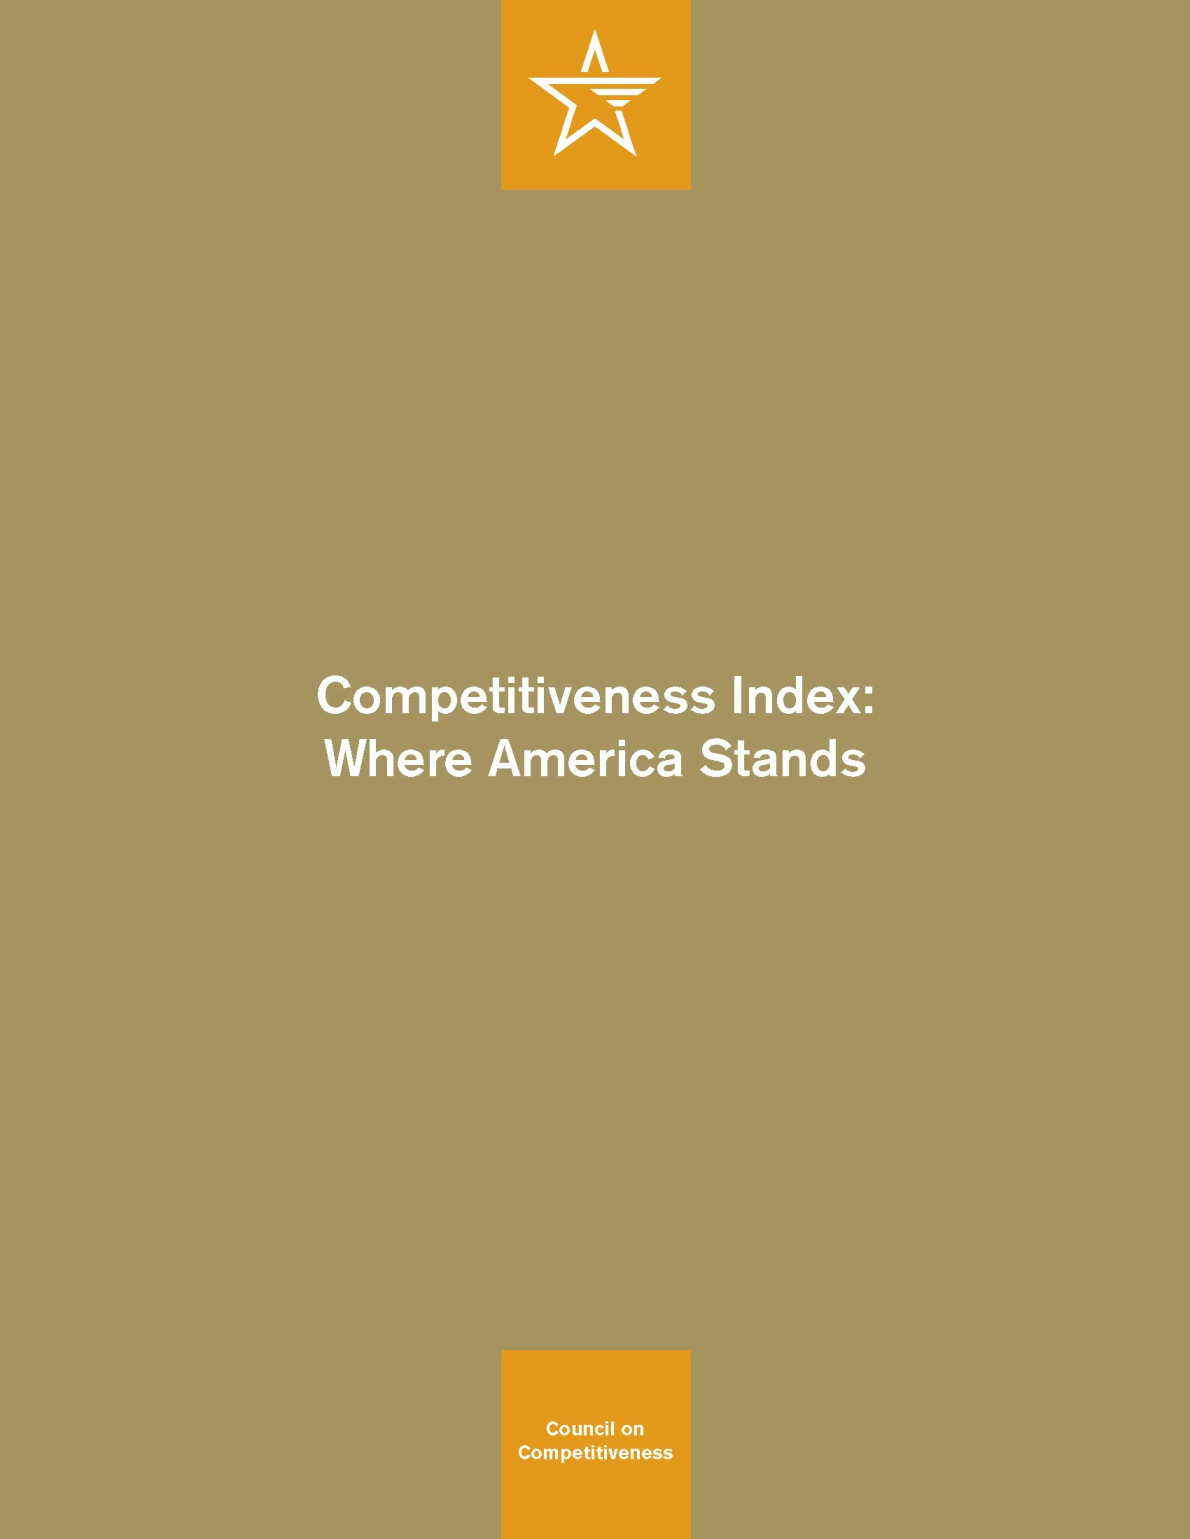 Competitiveness Index:
Where America Stands
Council on
Competitiveness